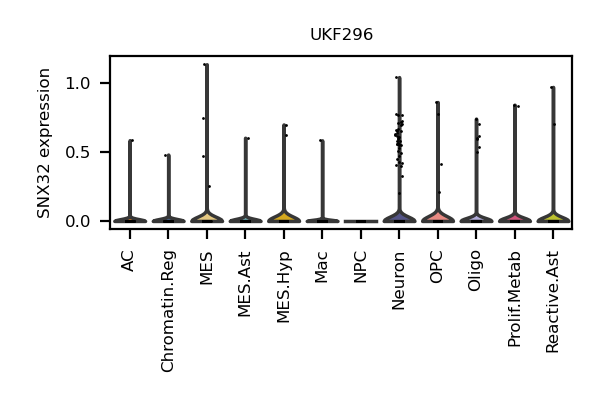 UKF296
SNX32 expression
1.0
0.5
0.0
AC
Chromatin.Reg
MES
MES.Ast
MES.Hyp
Mac
NPC
Neuron
OPC
Oligo
Prolif.Metab
Reactive.Ast